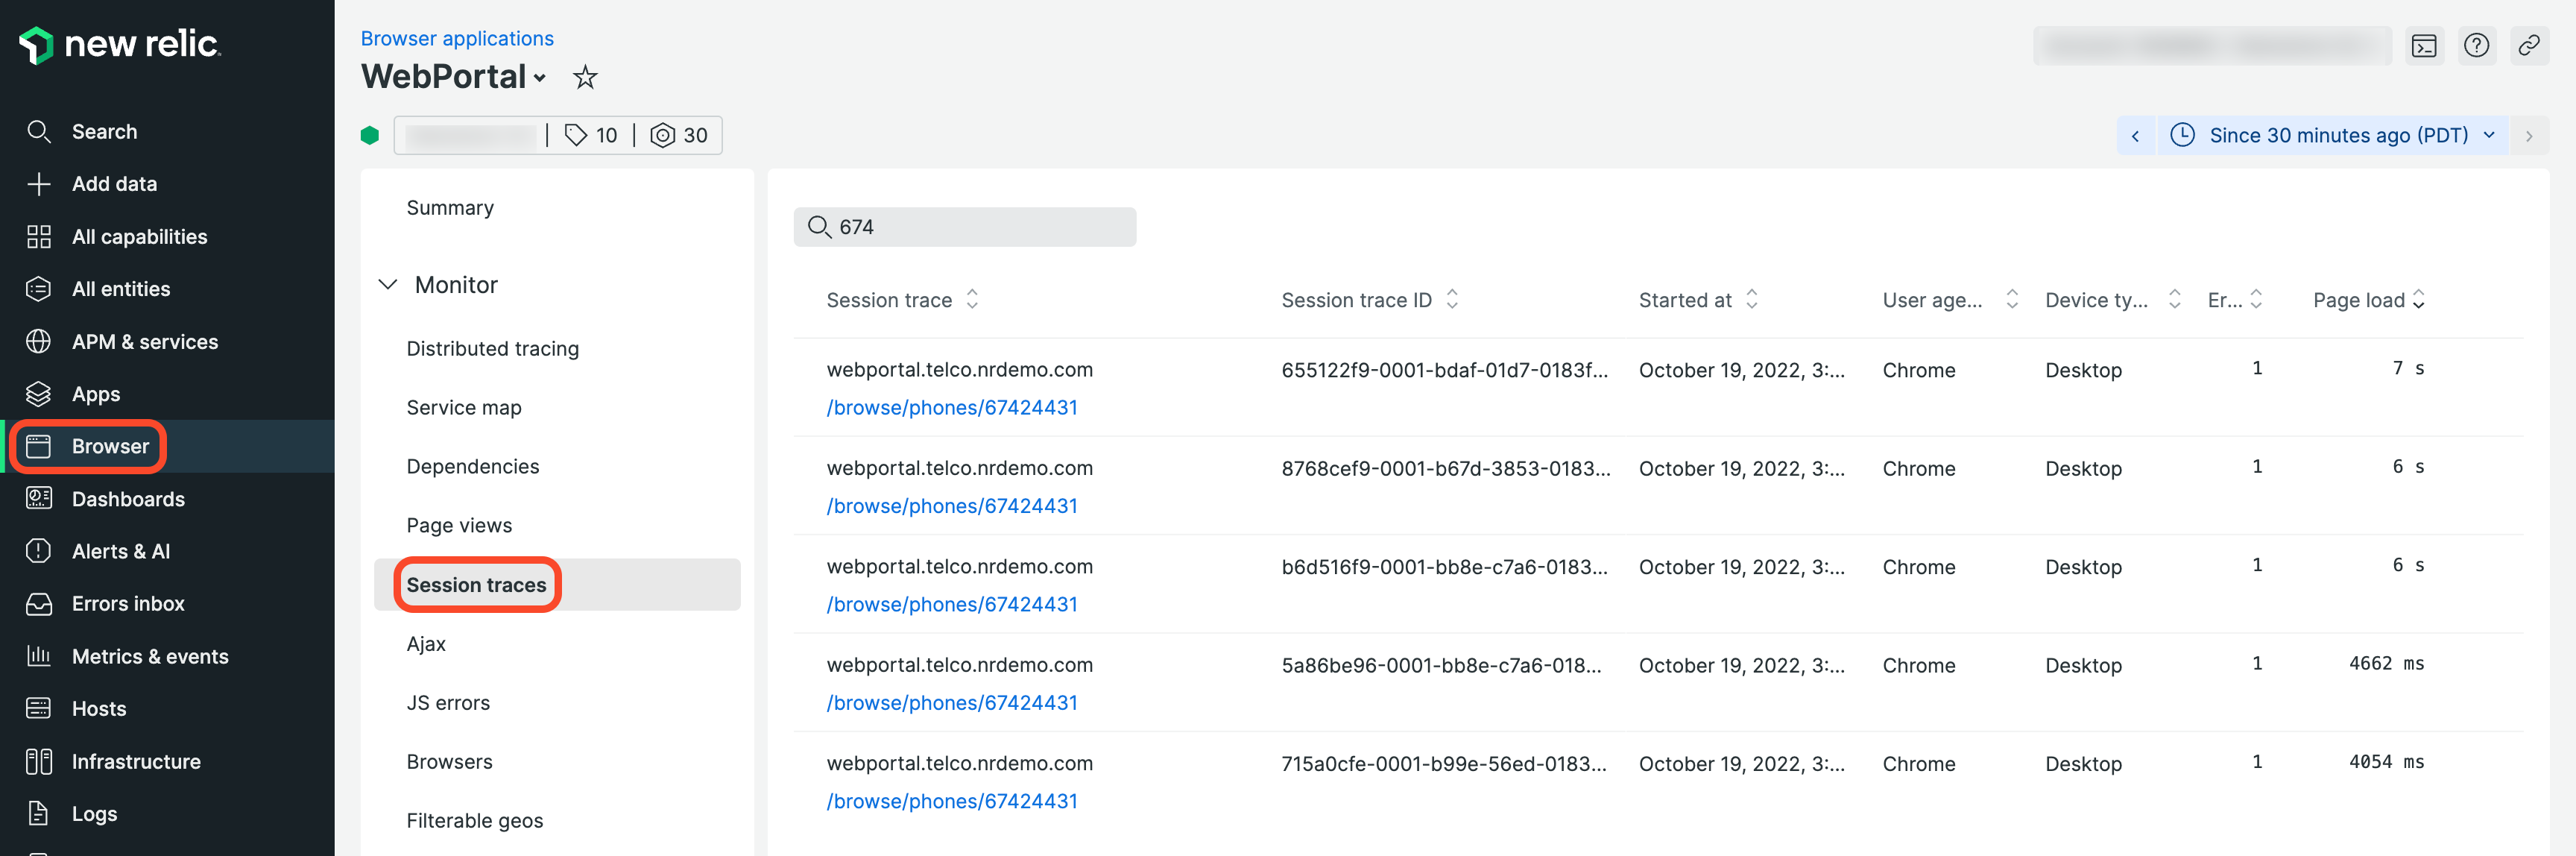 new relic
Search
Add data
All capabilities
All entities
APM & services
Apps
Browser
Dashboards
Alerts & AI
Errors inbox
Metrics & events
Hosts
Infrastructure
Logs
Browser applications
WebPortal
10
30
Since 30 minutes ago (PDT)
Summary
Monitor
Distributed tracing
Service map
Dependencies
Page views
Session traces
Ajax
JS errors
Browsers
Filterable geos
674
Session trace Session trace ID Started at User age... Device ty... Er... Page load
webportal.telco.nrdemo.com 655122f9-0001-bdaf-01d7-0183f... October 19, 2022, 3:... Chrome Desktop 1 7 s
/browse/phones/67424431
webportal.telco.nrdemo.com 8768cef9-0001-b67d-3853-0183... October 19, 2022, 3:... Chrome Desktop 1 6 s
/browse/phones/67424431
webportal.telco.nrdemo.com b6d516f9-0001-bb8e-c7a6-0183... October 19, 2022, 3:... Chrome Desktop 1 6 s
/browse/phones/67424431
webportal.telco.nrdemo.com 5a86be96-0001-bb8e-c7a6-018... October 19, 2022, 3:... Chrome Desktop 1 4662 ms
/browse/phones/67424431
webportal.telco.nrdemo.com 715a0cfe-0001-b99e-56ed-0183... October 19, 2022, 3:... Chrome Desktop 1 4054 ms
/browse/phones/67424431